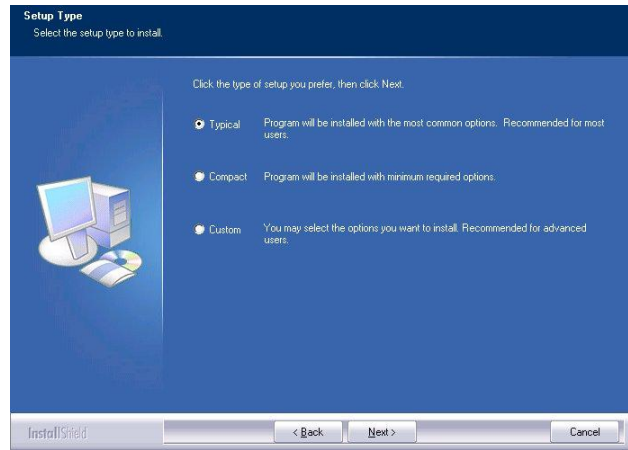 Setup Type
Select the setup type to install.
Click the type of setup you prefer, then click Next.
Typical
Program will be installed with the most common options. Recommended for most
users.
Compact
Program will be installed with minimum required options.
Custom
You may select the options you want to install. Recommended for advanced
users.
InstallShield
< Back
Next >
Cancel